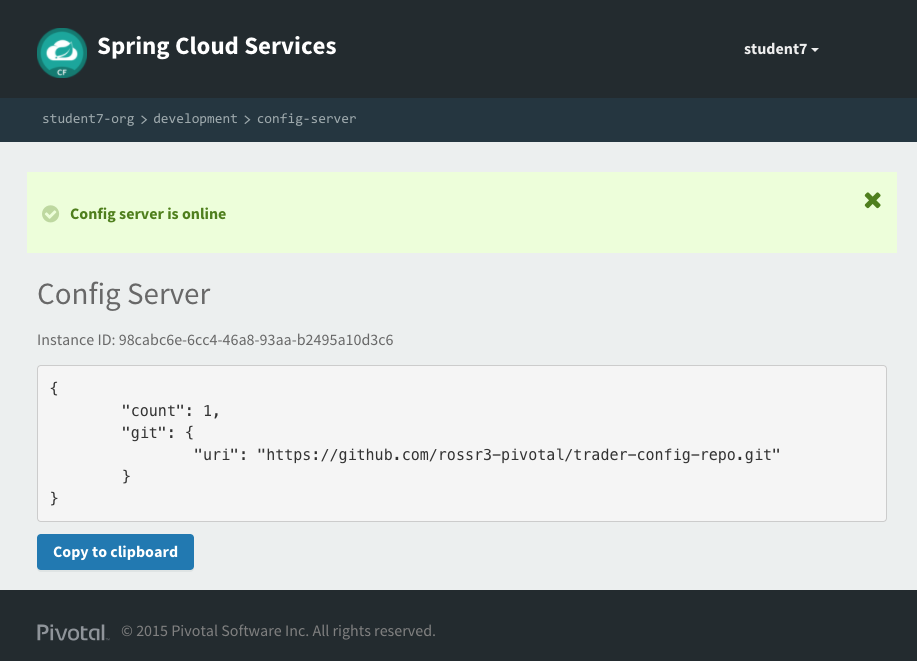 CF
Spring Cloud Services
student7
student7-org > development > config-server
Config server is online
Config Server
Instance ID: 98cabc6e-6cc4-46a8-93aa-b2495a10d3c6
{
"count": 1,
"git": {
"uri": "https://github.com/rossr3-pivotal/trader-config-repo.git"
}
}
Copy to clipboard
Pivotal © 2015 Pivotal Software Inc. All rights reserved.